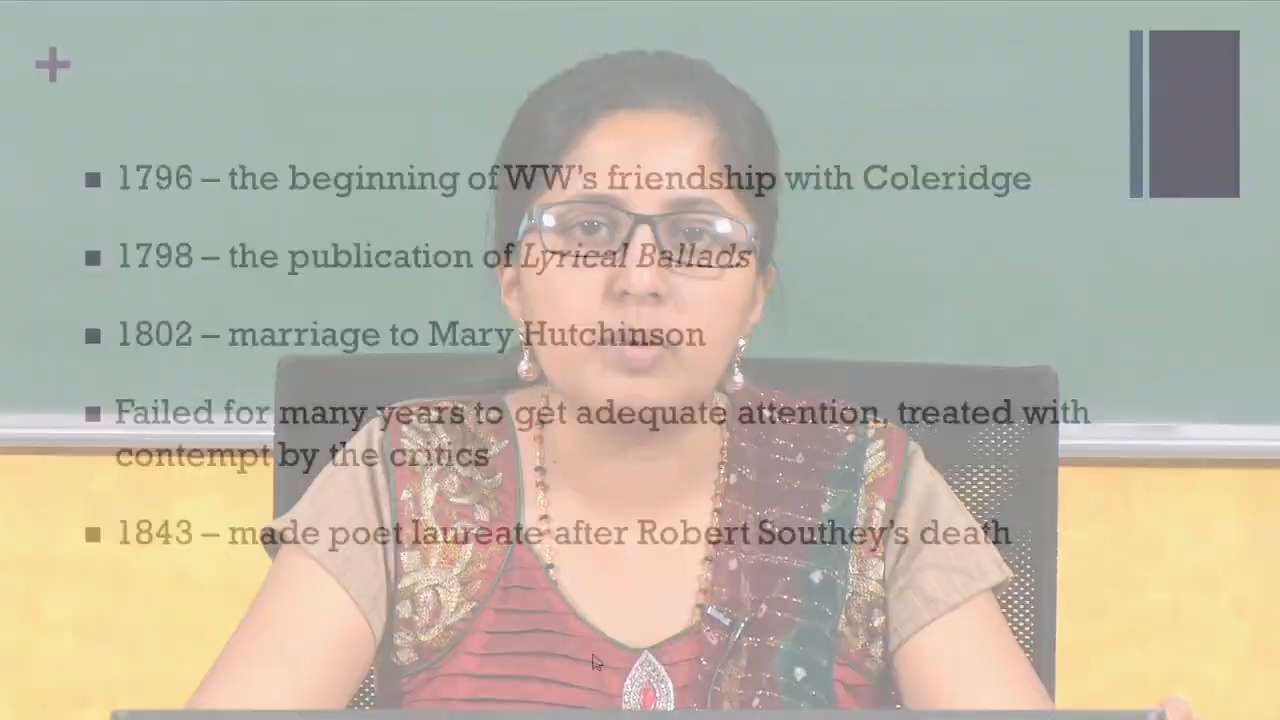 1796 – the beginning of WW's friendship with Coleridge
1798 – the publication of Lyrical Ballads
1802 – marriage to Mary Hutchinson
Failed for many years to get adequate attention, treated with
contempt by the critics
1843 – made poet laureate after Robert Southey's death